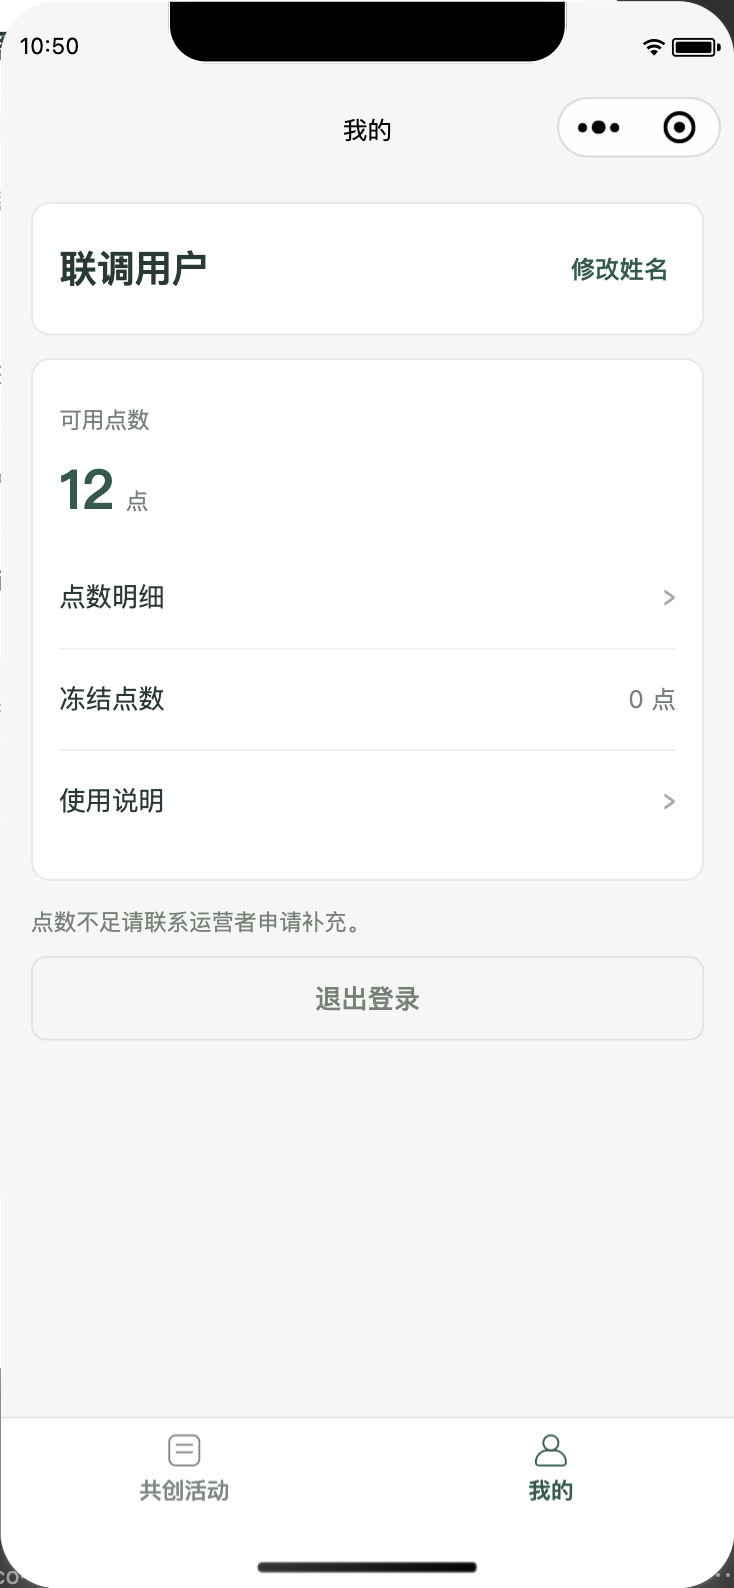 10:50
我的
联调用户
修改姓名
可用点数
12 点
点数明细
冻结点数
0 点
使用说明
点数不足请联系运营者申请补充。
退出登录
共创活动
我的